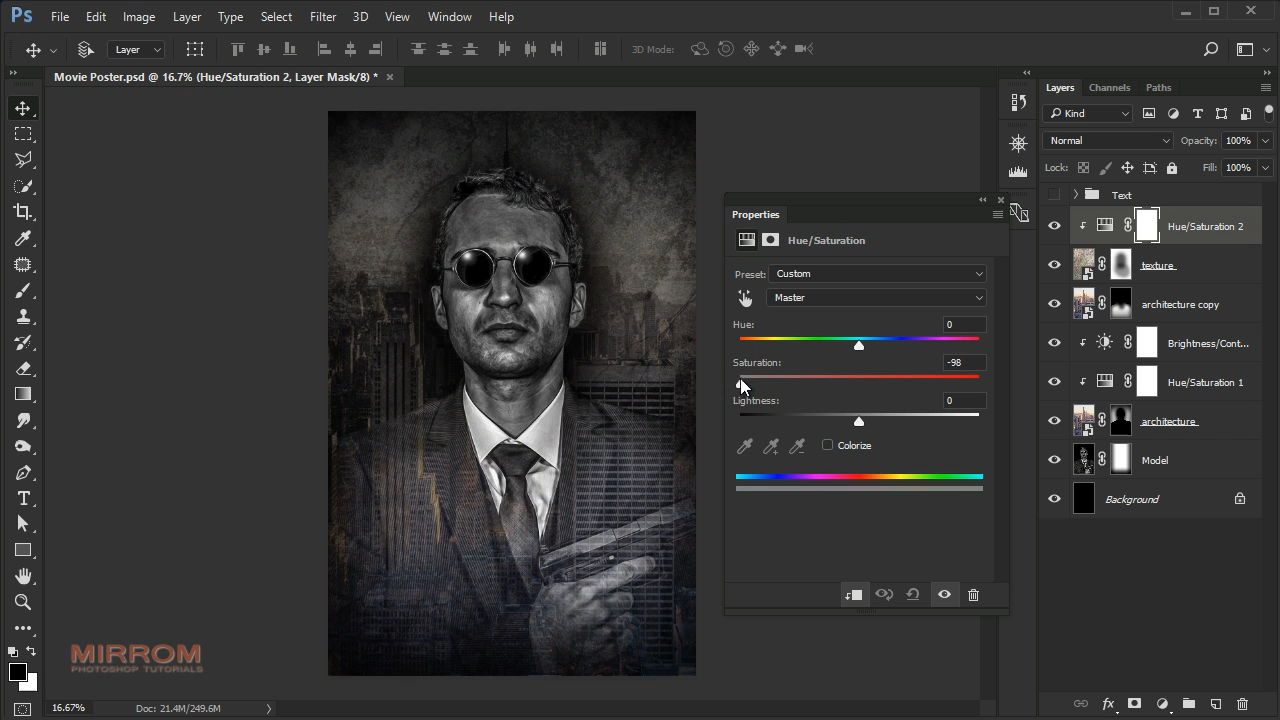 Ps File Edit Image Layer Type Select Filter 3D View Window Help
Layer 3D Mode:
Movie Poster.psd @ 16.7% (Hue/Saturation 2, Layer Mask/8) *
Layers Channels Paths
Kind
Normal Opacity: 100%
Lock: Fill: 100%
Text
Hue/Saturation 2
texture
architecture copy
Brightness/Cont...
Hue/Saturation 1
architecture
Model
Background
Properties
Hue/Saturation
Preset: Custom
Master
Hue: 0
Saturation: -98
Lightness: 0
Colorize
MIRROM
PHOTOSHOP TUTORIALS
16.67% Doc: 21.4M/249.6M